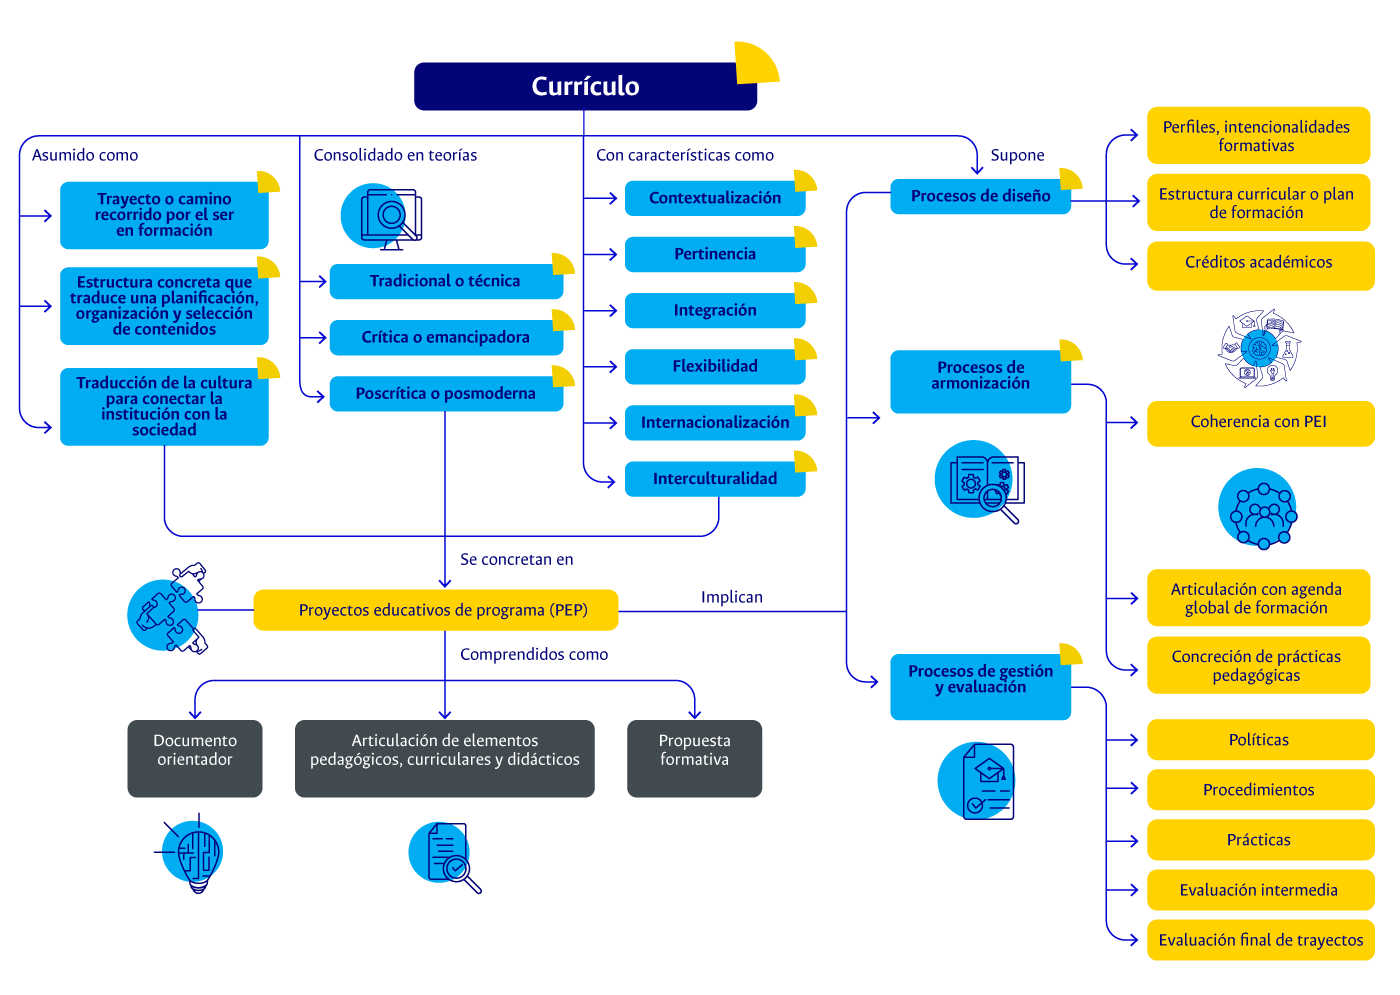 Currículo
Asumido como
Trayecto o camino
recorrido por el ser
en formación
Estructura concreta que
traduce una planificación,
organización y selección
de contenidos
Traducción de la cultura
para conectar la
institución con la
sociedad
Consolidado en teorías
Tradicional o técnica
Crítica o emancipadora
Poscrítica o posmoderna
Con características como
Contextualización
Pertinencia
Integración
Flexibilidad
Internacionalización
Interculturalidad
Supone
Procesos de diseño
Perfiles, intencionalidades
formativas
Estructura curricular o plan
de formación
Créditos académicos
Procesos de
armonización
Coherencia con PEI
Articulación con agenda
global de formación
Concreción de prácticas
pedagógicas
Se concretan en
Proyectos educativos de programa (PEP)
Implican
Comprendidos como
Documento
orientador
Articulación de elementos
pedagógicos, curriculares y didácticos
Propuesta
formativa
Procesos de gestión
y evaluación
Políticas
Procedimientos
Prácticas
Evaluación intermedia
Evaluación final de trayectos